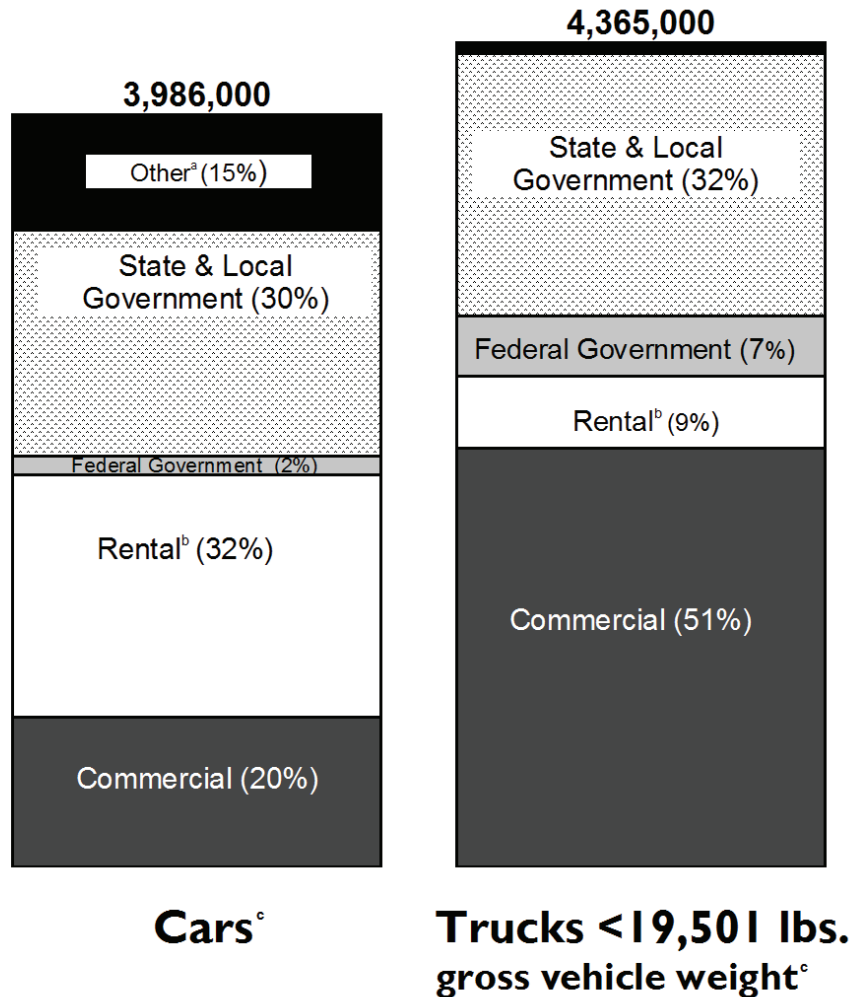 3,986,000
Otherᵃ (15%)
State & Local
Government (30%)
Federal Government (2%)
Rentalᵇ (32%)
Commercial (20%)
Carsᶜ
4,365,000
State & Local
Government (32%)
Federal Government (7%)
Rentalᵇ (9%)
Commercial (51%)
Trucks <19,501 lbs.
gross vehicle weightᶜ